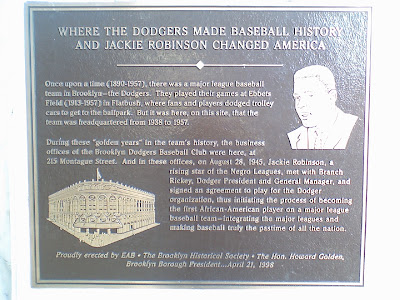 WHERE THE DODGERS MADE BASEBALL HISTORY
AND JACKIE ROBINSON CHANGED AMERICA
Once upon a time (1890-1957), there was a major league baseball
team in Brooklyn—the Dodgers. They played their games at Ebbets
Field (1913-1957) in Flatbush, where fans and players dodged trolley
cars to get to the ballpark. But it was here, on this site, that the
team was headquartered from 1938 to 1957.
During these "golden years" in the team's history, the business
offices of the Brooklyn Dodgers Baseball Club were here, at
215 Montague Street. And in these offices, on August 28, 1945, Jackie Robinson, a
rising star of the Negro Leagues, met with Branch
Rickey, Dodger President and General Manager, and
signed an agreement to play for the Dodger
organization, thus initiating the process of becoming
the first African-American player on a major league
baseball team—integrating the major leagues and
making baseball truly the pastime of all the nation.
Proudly erected by EAB • The Brooklyn Historical Society • The Hon. Howard Golden,
Brooklyn Borough President...April 21, 1998